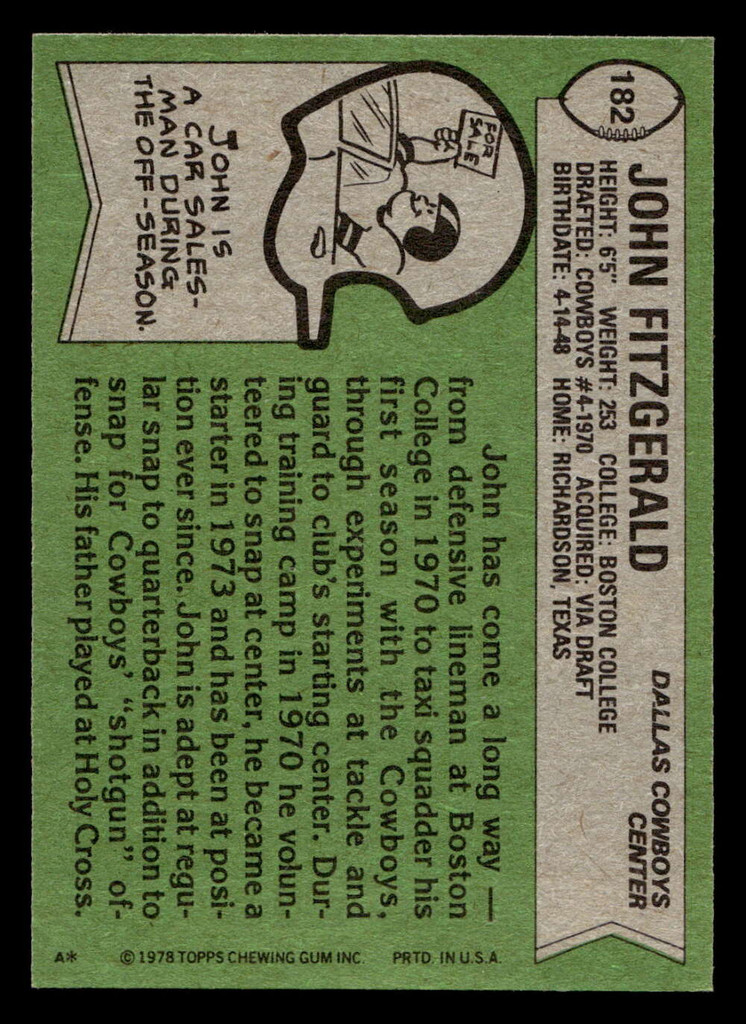 182
JOHN FITZGERALD
DALLAS COWBOYS
CENTER
HEIGHT: 6'5" WEIGHT: 253 COLLEGE: BOSTON COLLEGE
DRAFTED: COWBOYS #4-1970 ACQUIRED: VIA DRAFT
BIRTHDATE: 4-14-48 HOME: RICHARDSON, TEXAS
FOR
SALE
JOHN IS
A CAR SALES-
MAN DURING
THE OFF-SEASON.
John has come a long way —
from defensive lineman at Boston
College in 1970 to taxi squadder his
first season with the Cowboys,
through experiments at tackle and
guard to club's starting center. Dur-
ing training camp in 1970 he volun-
teered to snap at center, he became a
starter in 1973 and has been at posi-
tion ever since. John is adept at regu-
lar snap to quarterback in addition to
snap for Cowboys' "shotgun" of-
fense. His father played at Holy Cross.
A* © 1978 TOPPS CHEWING GUM INC. PRTD. IN U.S.A.